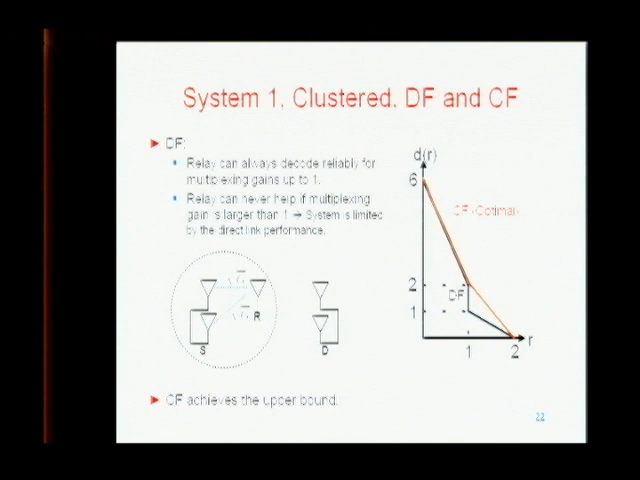 System 1. Clustered. DF and CF
DF:
Relay can always decode reliably for
multiplexing gains up to 1.
Relay can never help if multiplexing
gain is larger than 1 → System is limited
by the direct link performance.
S
R
D
d(r)
6
CF (Optimal)
2
DF
1
1
2
r
CF achieves the upper bound.
22